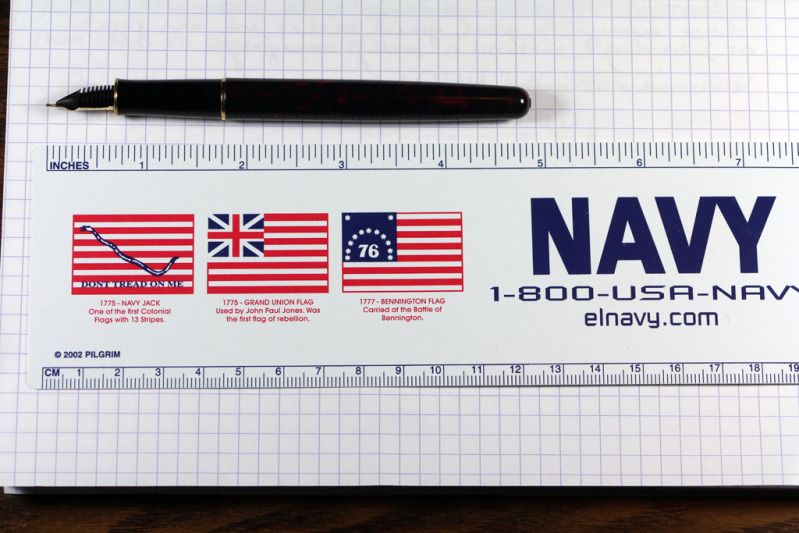 INCHES 1 2 3 4 5 6 7
DONT TREAD ON ME
1775 - NAVY JACK
One of the first Colonial
Flags with 13 Stripes.
1775 - GRAND UNION FLAG
Used by John Paul Jones. Was
the first flag of rebellion.
76
1777 - BENNINGTON FLAG
Carried at the Battle of
Bennington.
NAVY
1-800-USA-NAVY
elnavy.com
© 2002 PILGRIM
CM 1 2 3 4 5 6 7 8 9 10 11 12 13 14 15 16 17 18 19